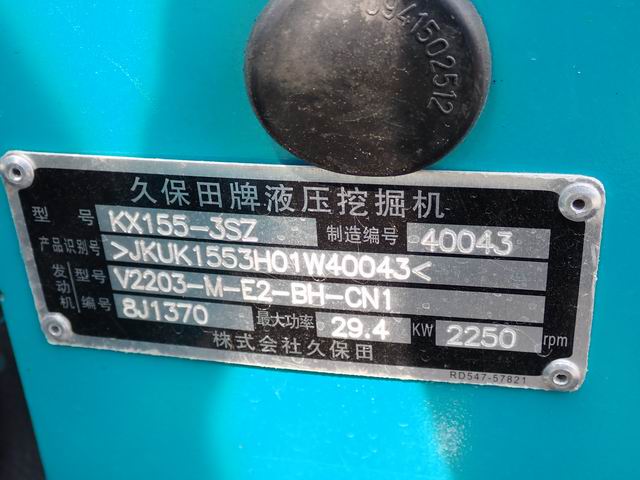 0941502512
久保田牌液压挖掘机
型号 KX155-3SZ 制造编号 40043
产品识别号 >JKUK1553H01W40043<
发动机 型号 V2203-M-E2-BH-CN1
编号 8J1370 最大功率 29.4 KW 2250 rpm
株式会社久保田
RD547-57821